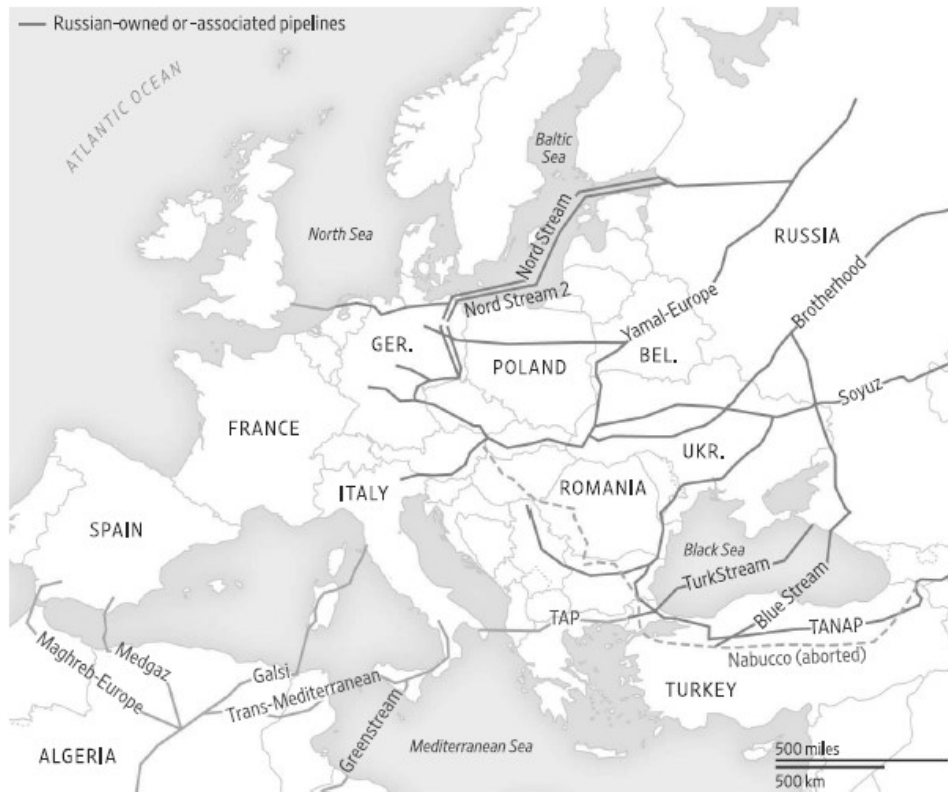 Russian-owned or -associated pipelines
ATLANTIC OCEAN
Baltic
Sea
North Sea
Nord Stream
Nord Stream 2
RUSSIA
Brotherhood
Yamal-Europe
GER.
POLAND
BEL.
Soyuz
FRANCE
UKR.
ITALY
ROMANIA
SPAIN
Black Sea
TurkStream
Blue Stream
TAP
TANAP
Medgaz
Maghreb-Europe
Galsi
Trans-Mediterranean
Nabucco (aborted)
TURKEY
Greenstream
ALGERIA
Mediterranean Sea
500 miles
500 km